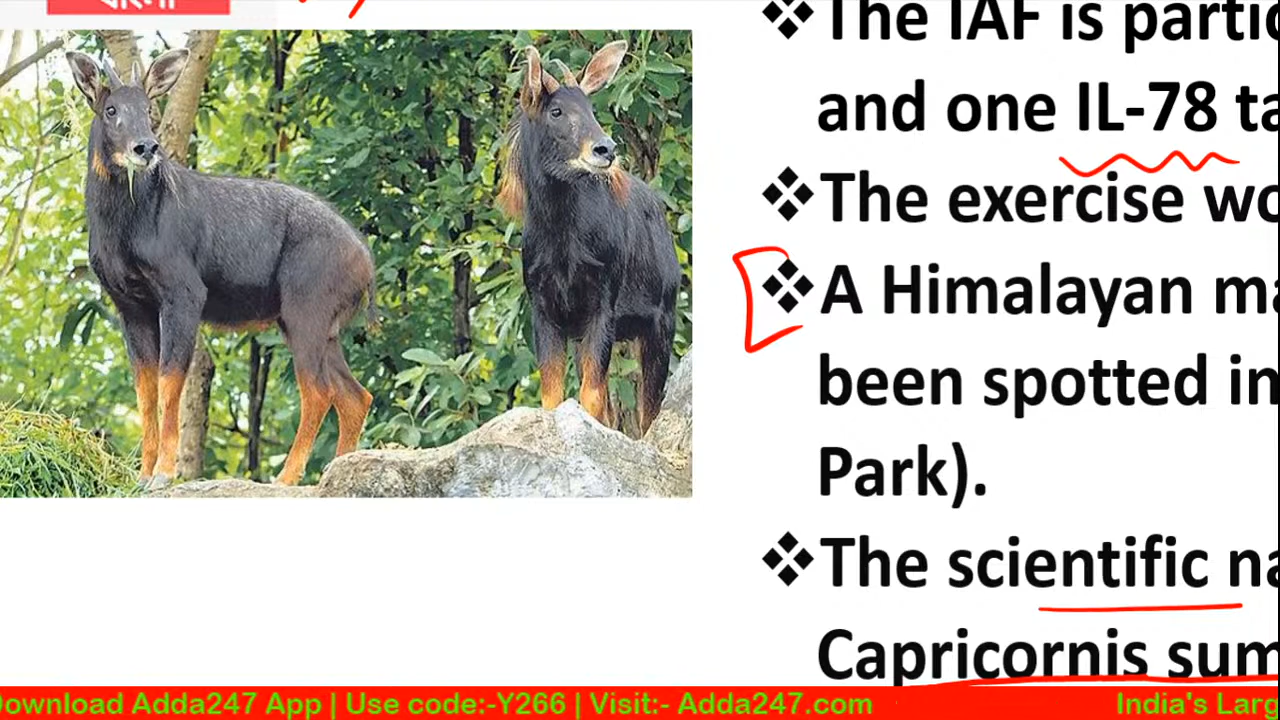 বাংলা
❖The IAF is partic
and one IL-78 ta
❖The exercise wo
❖A Himalayan ma
been spotted in
Park).
❖The scientific na
Capricornis sum
ownload Adda247 App | Use code:-Y266 | Visit:- Adda247.com India's Larg